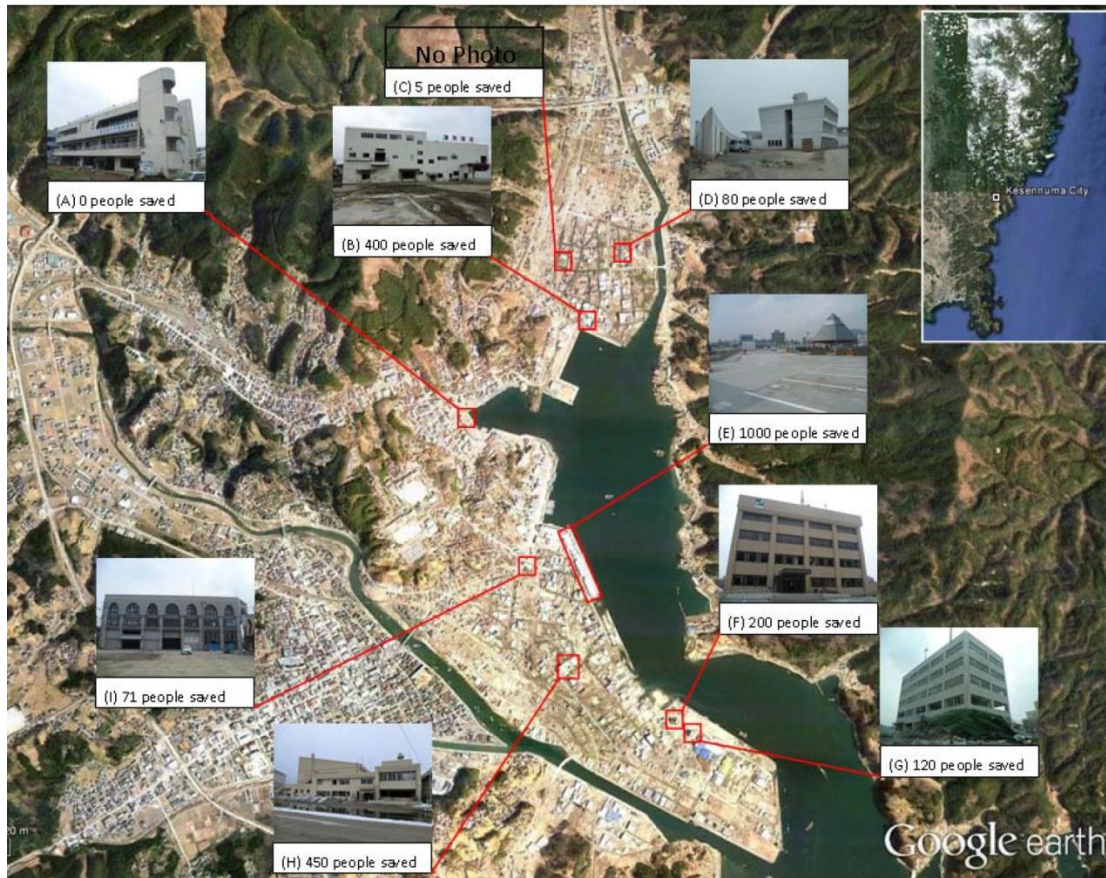 No Photo
(C) 5 people saved
(A) 0 people saved
(B) 400 people saved
(D) 80 people saved
Kesennuma City
(E) 1000 people saved
(F) 200 people saved
(I) 71 people saved
(G) 120 people saved
(H) 450 people saved
Google earth